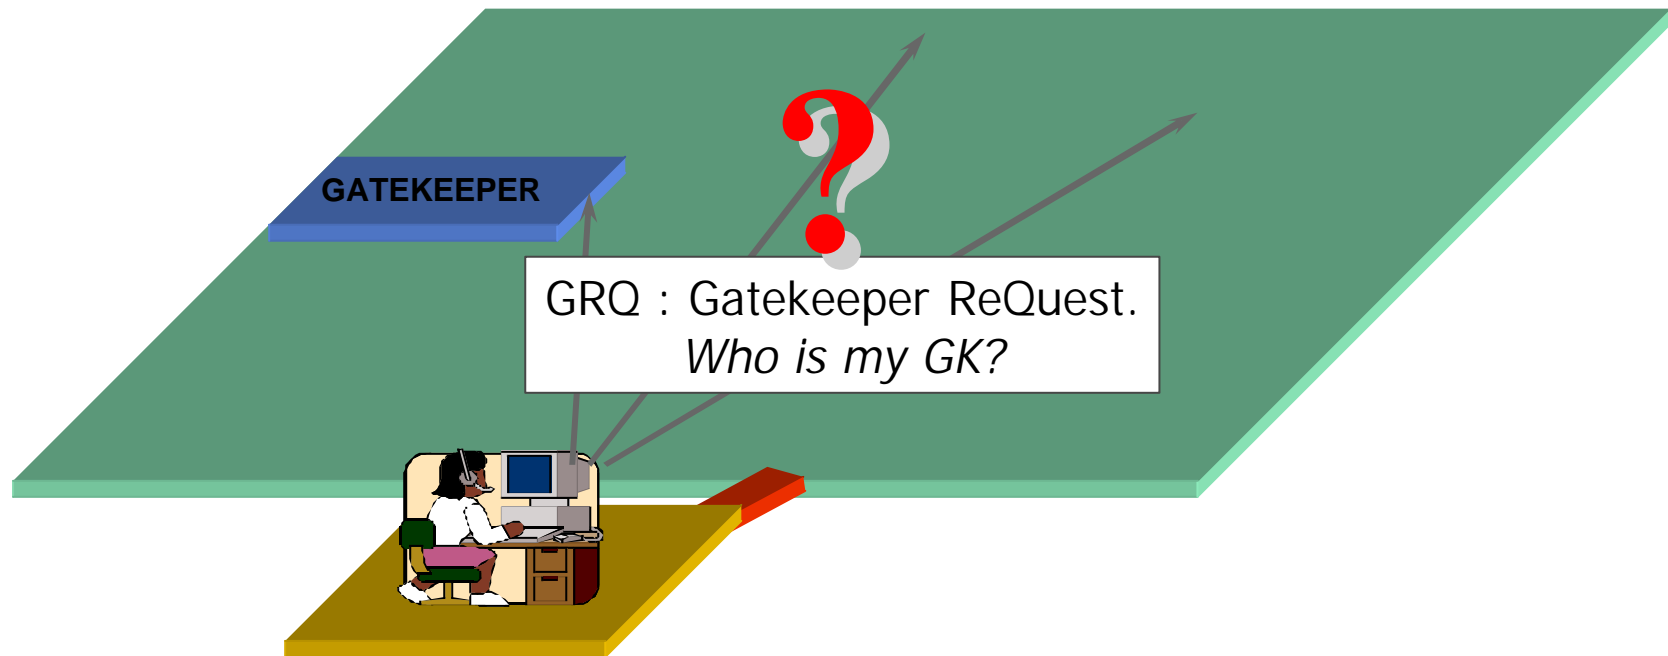 GATEKEEPER
?
GRQ : Gatekeeper ReQuest.
Who is my GK?